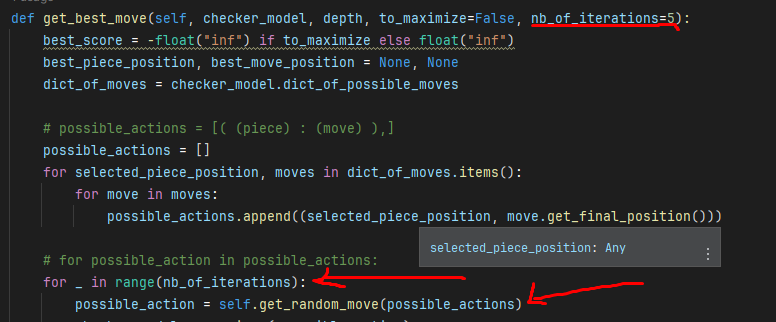 def get_best_move(self, checker_model, depth, to_maximize=False, nb_of_iterations=5):
best_score = -float("inf") if to_maximize else float("inf")
best_piece_position, best_move_position = None, None
dict_of_moves = checker_model.dict_of_possible_moves
# possible_actions = [( (piece) : (move) ),]
possible_actions = []
for selected_piece_position, moves in dict_of_moves.items():
for move in moves:
possible_actions.append((selected_piece_position, move.get_final_position()))
selected_piece_position: Any
# for possible_action in possible_actions:
for _ in range(nb_of_iterations):
possible_action = self.get_random_move(possible_actions)